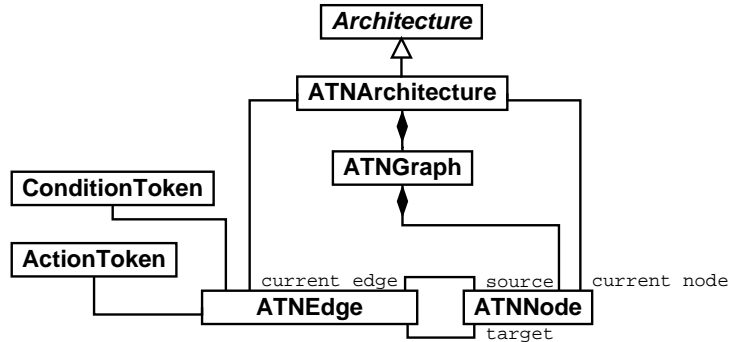 Architecture
ATNArchitecture
ATNGraph
ConditionToken
ActionToken
current edge
source
current node
ATNEdge
ATNNode
target